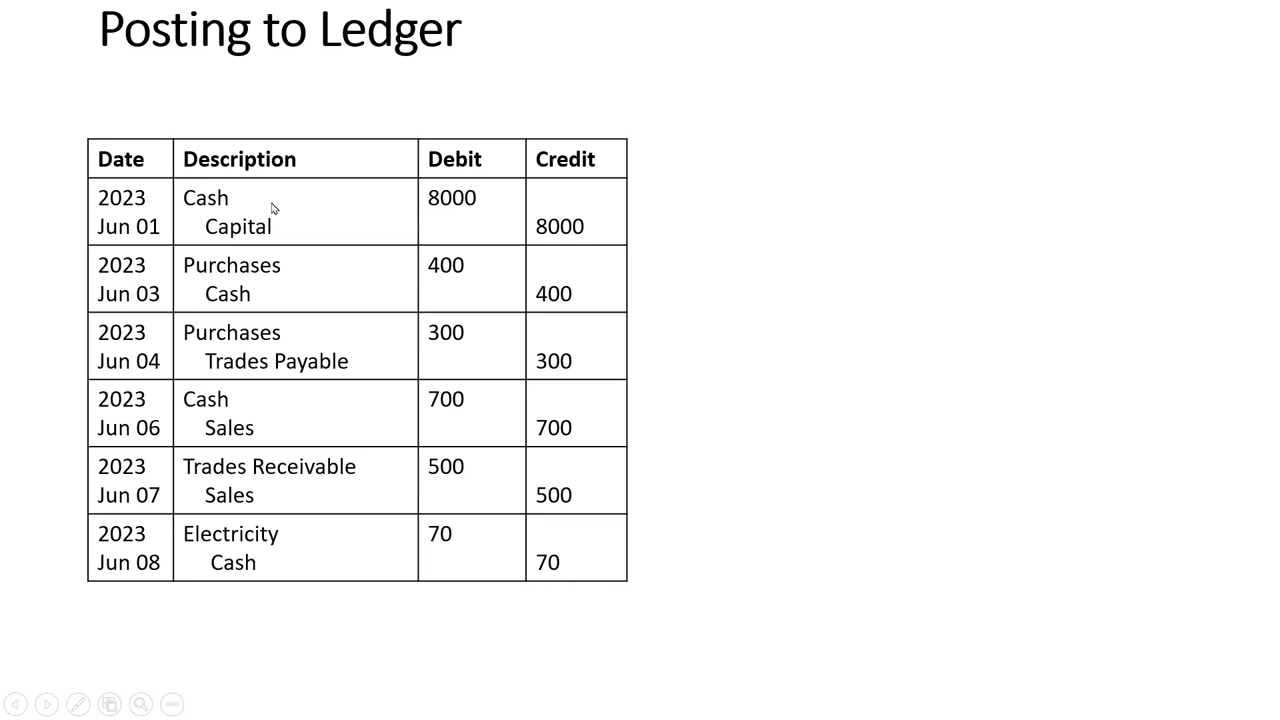 Posting to Ledger
Date Description Debit Credit
2023 Cash 8000
Jun 01 Capital 8000
2023 Purchases 400
Jun 03 Cash 400
2023 Purchases 300
Jun 04 Trades Payable 300
2023 Cash 700
Jun 06 Sales 700
2023 Trades Receivable 500
Jun 07 Sales 500
2023 Electricity 70
Jun 08 Cash 70